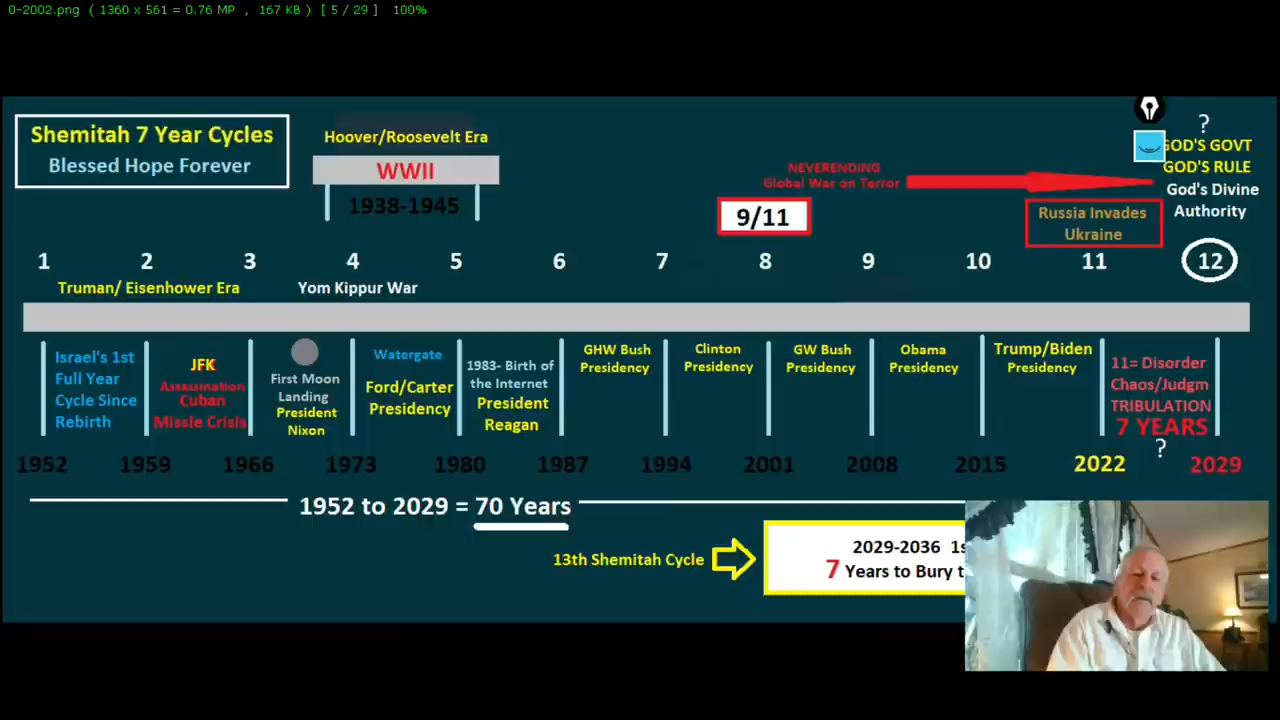 0-2002.png ( 1360 x 561 = 0.76 MP , 167 KB ) [ 5 / 29 ] 100%
Shemitah 7 Year Cycles
Blessed Hope Forever
Hoover/Roosevelt Era
WWII
1938-1945
NEVERENDING
Global War on Terror
9/11
Russia Invades
Ukraine
?
GOD'S GOVT
GOD'S RULE
God's Divine
Authority
1 2 3 4 5 6 7 8 9 10 11 12
Truman/ Eisenhower Era
Yom Kippur War
Israel's 1st
Full Year
Cycle Since
Rebirth
JFK
Assasination
Cuban
Missle Crisis
First Moon
Landing
President
Nixon
Watergate
Ford/Carter
Presidency
1983- Birth of
the Internet
President
Reagan
GHW Bush
Presidency
Clinton
Presidency
GW Bush
Presidency
Obama
Presidency
Trump/Biden
Presidency
11= Disorder
Chaos/Judgm
TRIBULATION
7 YEARS
?
1952 1959 1966 1973 1980 1987 1994 2001 2008 2015 2022 2029
1952 to 2029 = 70 Years
13th Shemitah Cycle
2029-2036 1s
7 Years to Bury t